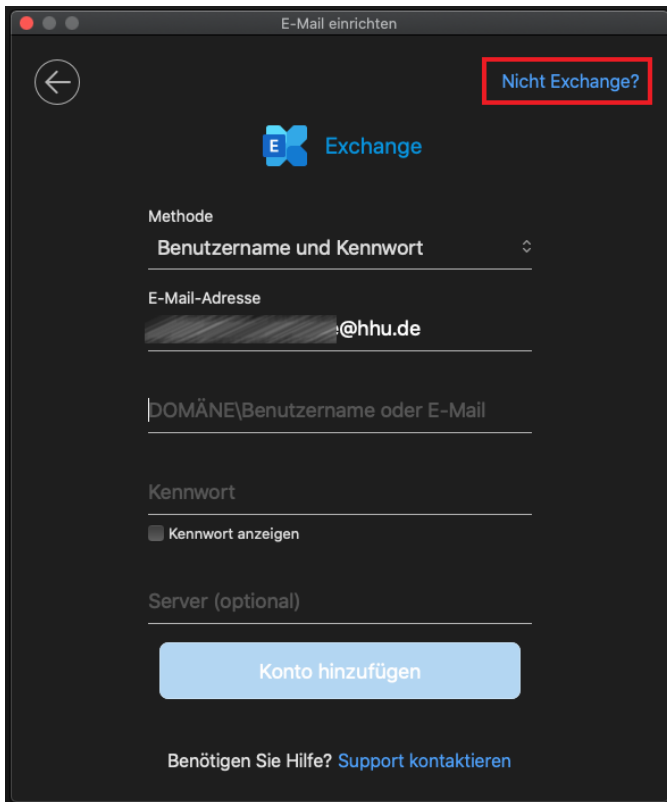 E-Mail einrichten
Nicht Exchange?
E Exchange
Methode
Benutzername und Kennwort
E-Mail-Adresse
@hhu.de
DOMÄNE\Benutzername oder E-Mail
Kennwort
Kennwort anzeigen
Server (optional)
Konto hinzufügen
Benötigen Sie Hilfe? Support kontaktieren